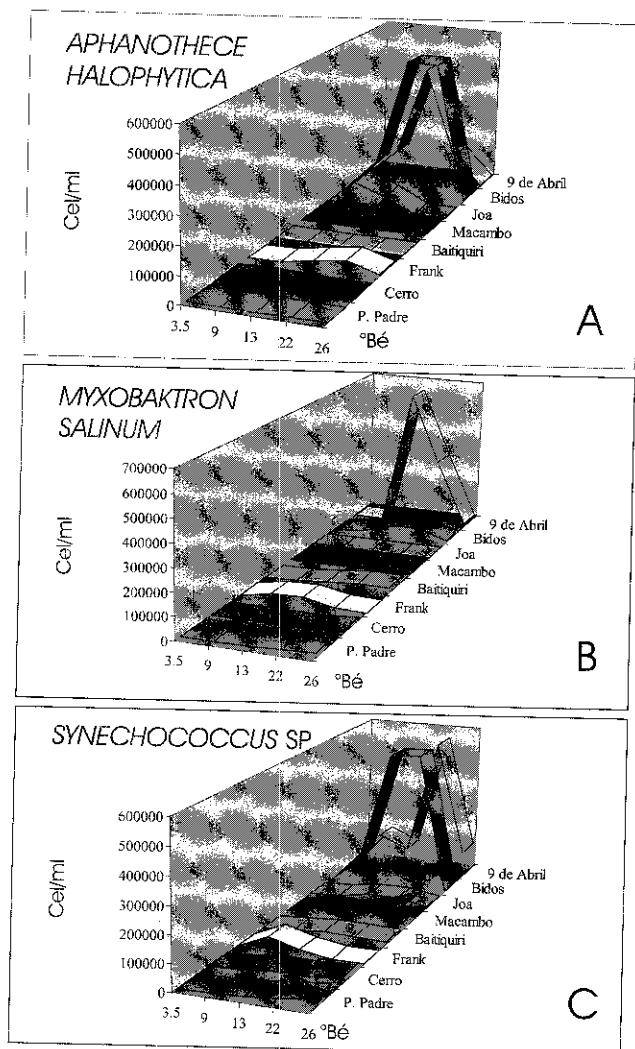 APHANOTHECE
HALOPHYTICA
600000
500000
400000
300000
200000
100000
0
Cel/ml
3.5
9
13
22
26
°Bé
P. Padre
Cerro
Frank
Baitiquiri
Macambo
Joa
Bidos
9 de Abril
A
MYXOBAKTRON
SALINUM
700000
600000
500000
400000
300000
200000
100000
0
Cel/ml
3.5
9
13
22
26
°Bé
P. Padre
Cerro
Frank
Baitiquiri
Macambo
Joa
Bidos
9 de Abril
B
SYNECHOCOCCUS SP.
600000
500000
400000
300000
200000
100000
0
Cel/ml
3.5
9
13
22
26
°Bé
P. Padre
Cerro
Frank
Baitiquiri
Macambo
Joa
Bidos
9 de Abril
C